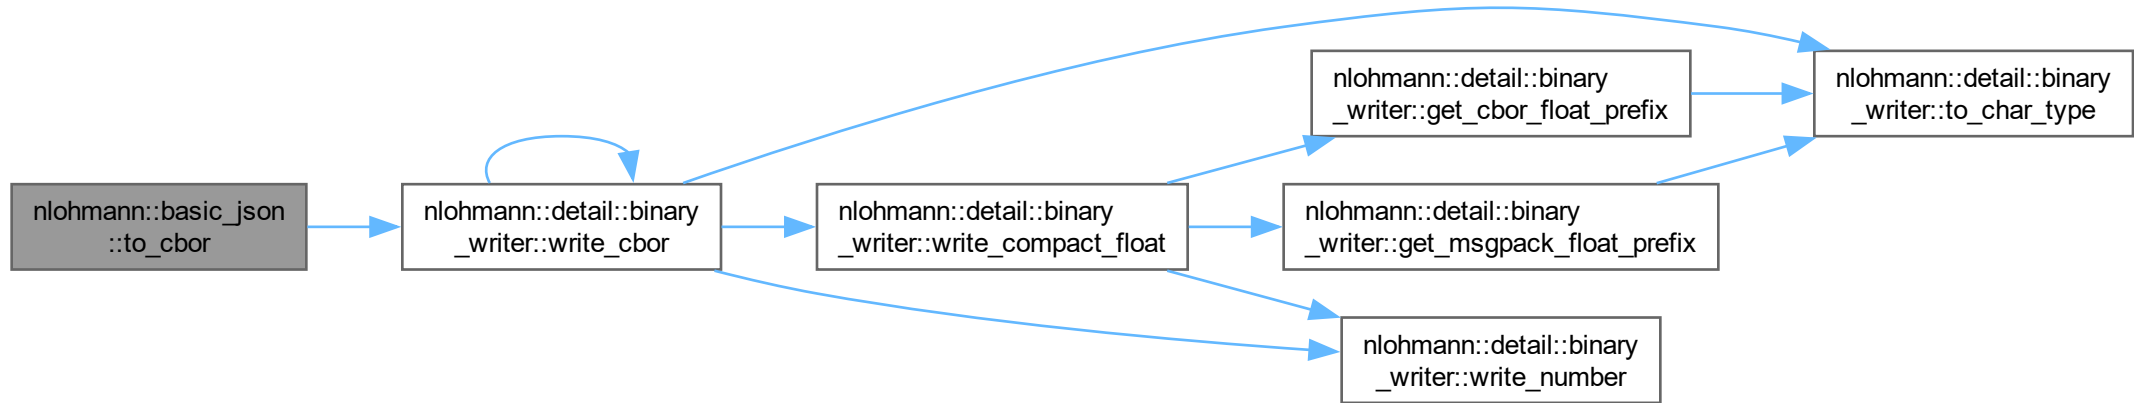 nlohmann::basic_json
::to_cbor
nlohmann::detail::binary
_writer::write_cbor
nlohmann::detail::binary
_writer::write_compact_float
nlohmann::detail::binary
_writer::get_cbor_float_prefix
nlohmann::detail::binary
_writer::get_msgpack_float_prefix
nlohmann::detail::binary
_writer::write_number
nlohmann::detail::binary
_writer::to_char_type